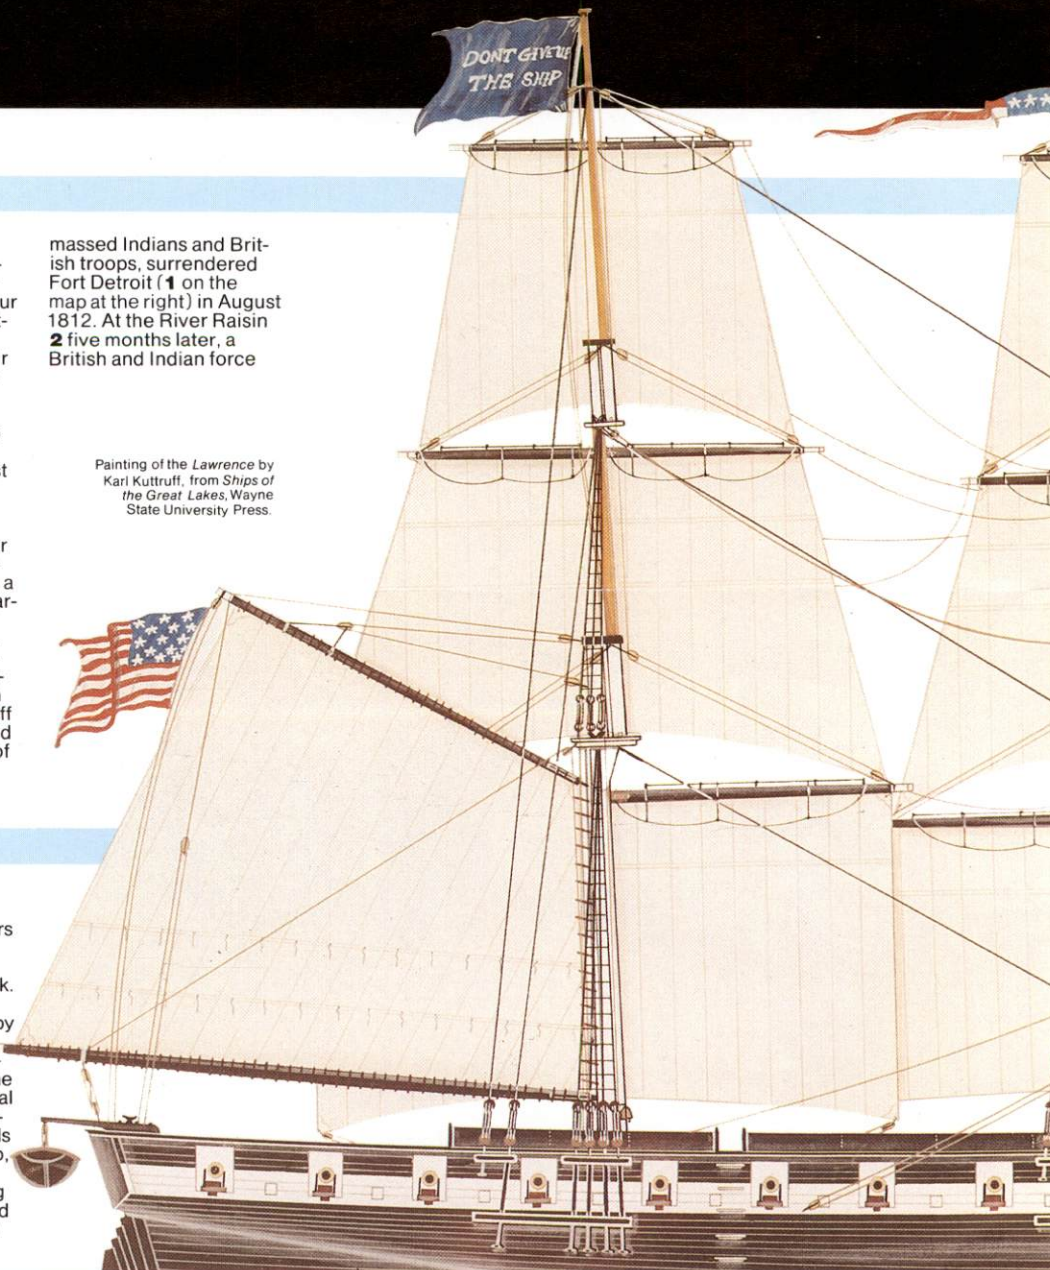 DONT GIVE UP
THE SHIP
massed Indians and Brit-
ish troops, surrendered
Fort Detroit (1 on the
map at the right) in August
1812. At the River Raisin
2 five months later, a
British and Indian force
Painting of the Lawrence by
Karl Kuttruff, from Ships of
the Great Lakes, Wayne
State University Press.
a
by
of